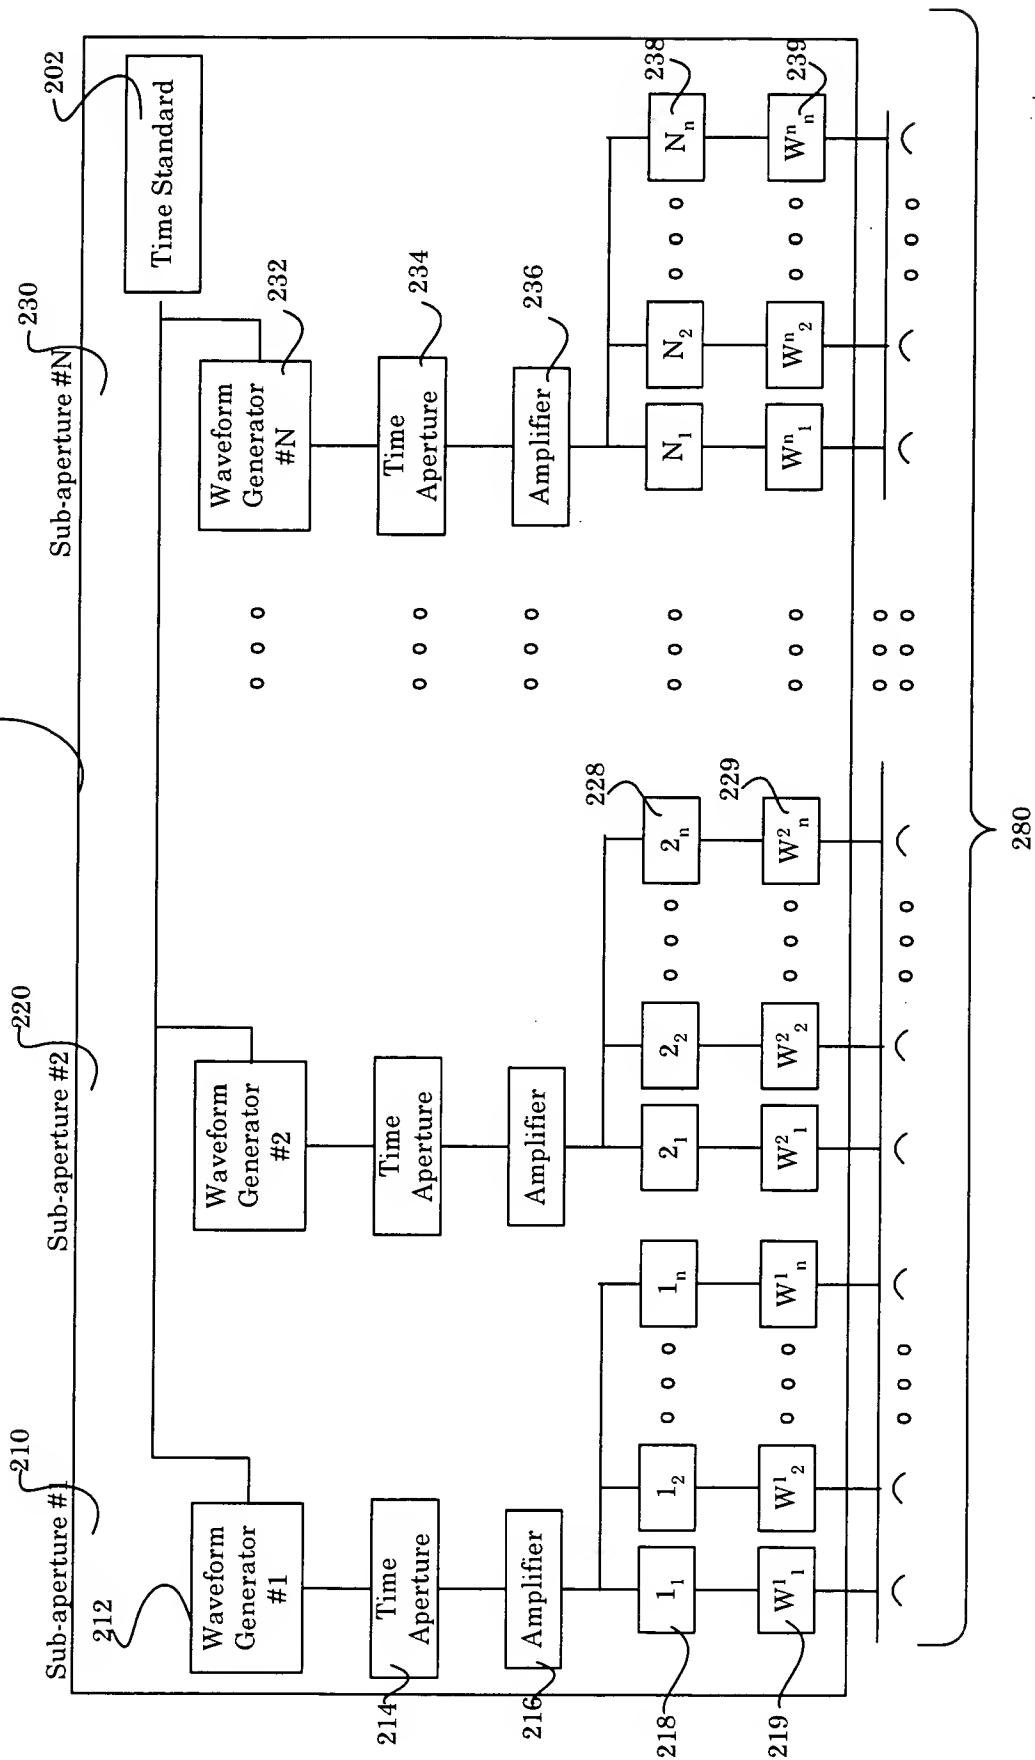 Sub-aperture #1
210
Sub-aperture #2
220
Sub-aperture #N
230
Time Standard
202
212
Waveform
Generator
#1
Waveform
Generator
#2
Waveform
Generator
#N
232
214
Time
Aperture
Time
Aperture
Time
Aperture
234
216
Amplifier
Amplifier
Amplifier
236
218
1₁
1₂
1ₙ
2₁
2₂
2ₙ
228
N₁
N₂
Nₙ
238
219
W¹₁
W¹₂
W¹ₙ
W²₁
W²₂
W²ₙ
229
Wⁿ₁
Wⁿ₂
Wⁿₙ
239
280